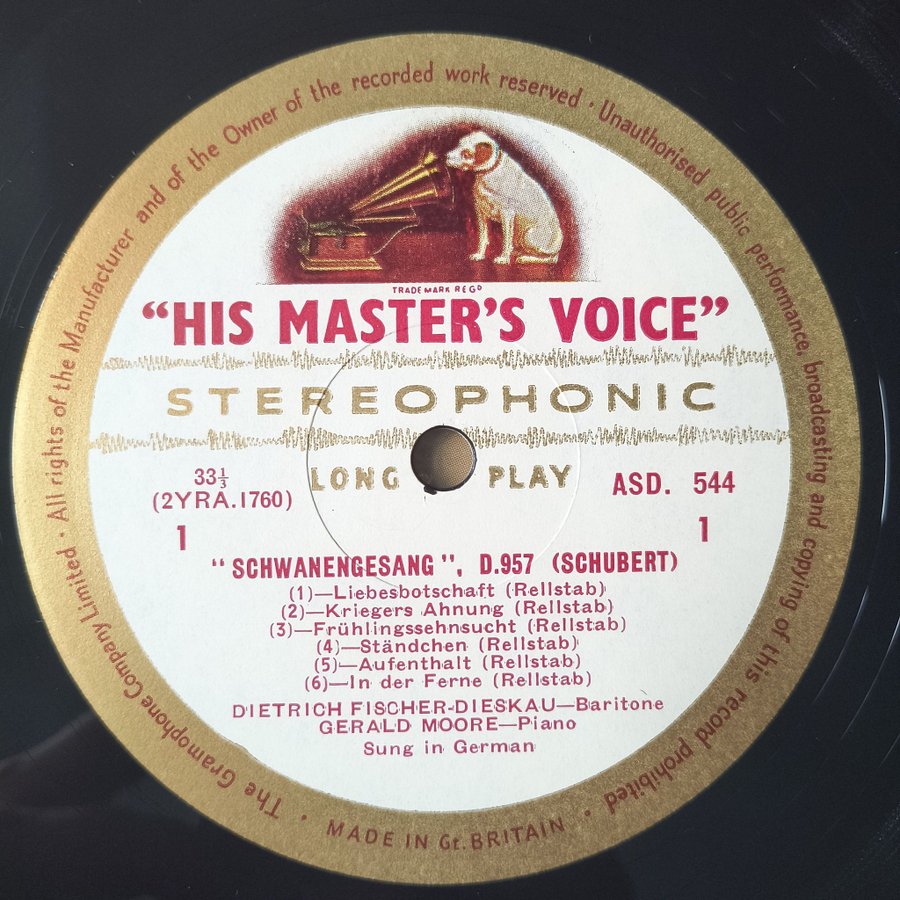 The Gramophone Company Limited · All rights of the Manufacturer and of the Owner of the recorded work reserved · Unauthorised public performance, broadcasting and copying of this record prohibited ·
TRADE MARK REGD
“HIS MASTER'S VOICE”
STEREOPHONIC
LONG PLAY
33⅓
(2YRA.1760)
ASD. 544
1
1
“SCHWANENGESANG”, D.957 (SCHUBERT)
(1)—Liebesbotschaft (Rellstab)
(2)—Kriegers Ahnung (Rellstab)
(3)—Frühlingssehnsucht (Rellstab)
(4)—Ständchen (Rellstab)
(5)—Aufenthalt (Rellstab)
(6)—In der Ferne (Rellstab)
DIETRICH FISCHER-DIESKAU—Baritone
GERALD MOORE—Piano
Sung in German
MADE IN Gt. BRITAIN ·